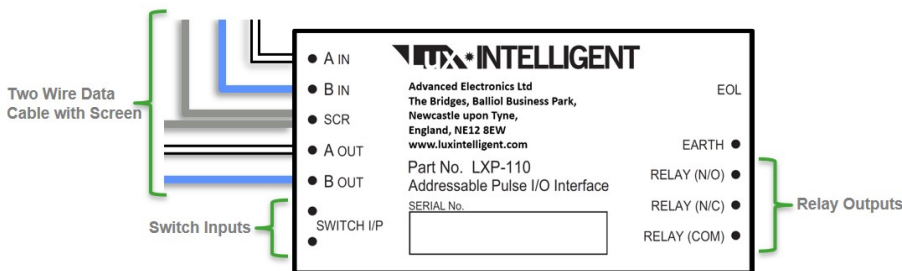 Two Wire Data
Cable with Screen
Switch Inputs
A IN
B IN
SCR
A OUT
B OUT
SWITCH I/P
LUX INTELLIGENT
Advanced Electronics Ltd
The Bridges, Balliol Business Park,
Newcastle upon Tyne,
England, NE12 8EW
www.luxintelligent.com
Part No. LXP-110
Addressable Pulse I/O Interface
SERIAL No.
EOL
EARTH
RELAY (N/O)
RELAY (N/C)
RELAY (COM)
Relay Outputs